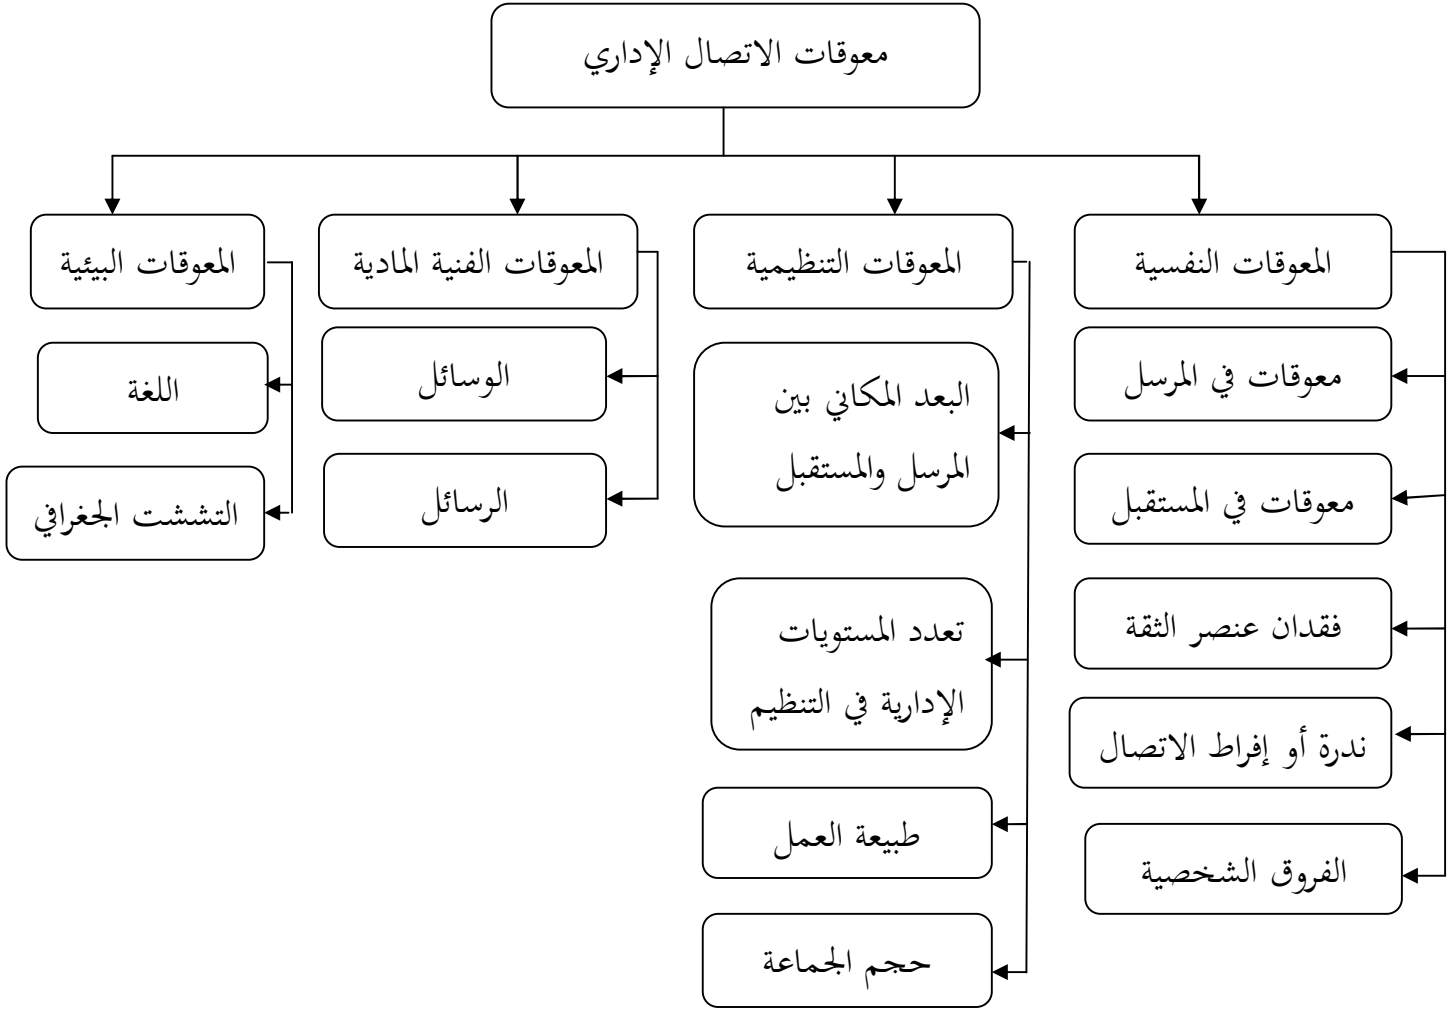 معوقات الاتصال الإداري
المعوقات النفسية
معوقات في المرسل
معوقات في المستقبل
فقدان عنصر الثقة
ندرة أو إفراط الاتصال
الفروق الشخصية
المعوقات التنظيمية
البعد المكاني بين
المرسل والمستقبل
تعدد المستويات
الإدارية في التنظيم
طبيعة العمل
حجم الجماعة
المعوقات الفنية المادية
الوسائل
الرسائل
المعوقات البيئية
اللغة
التششت الجغرافي